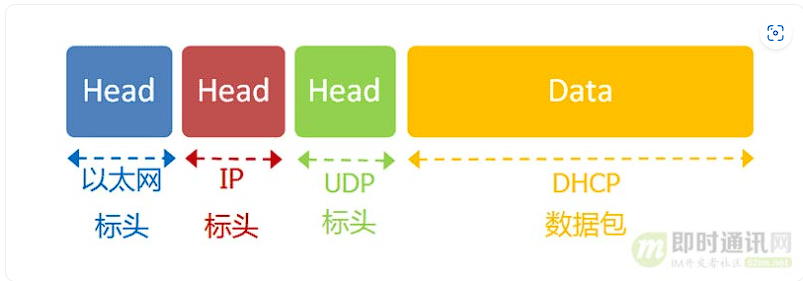 Head Head Head Data
以太网 IP UDP DHCP
标头 标头 标头 数据包
即时通讯网
IM开发者社区 52im.net